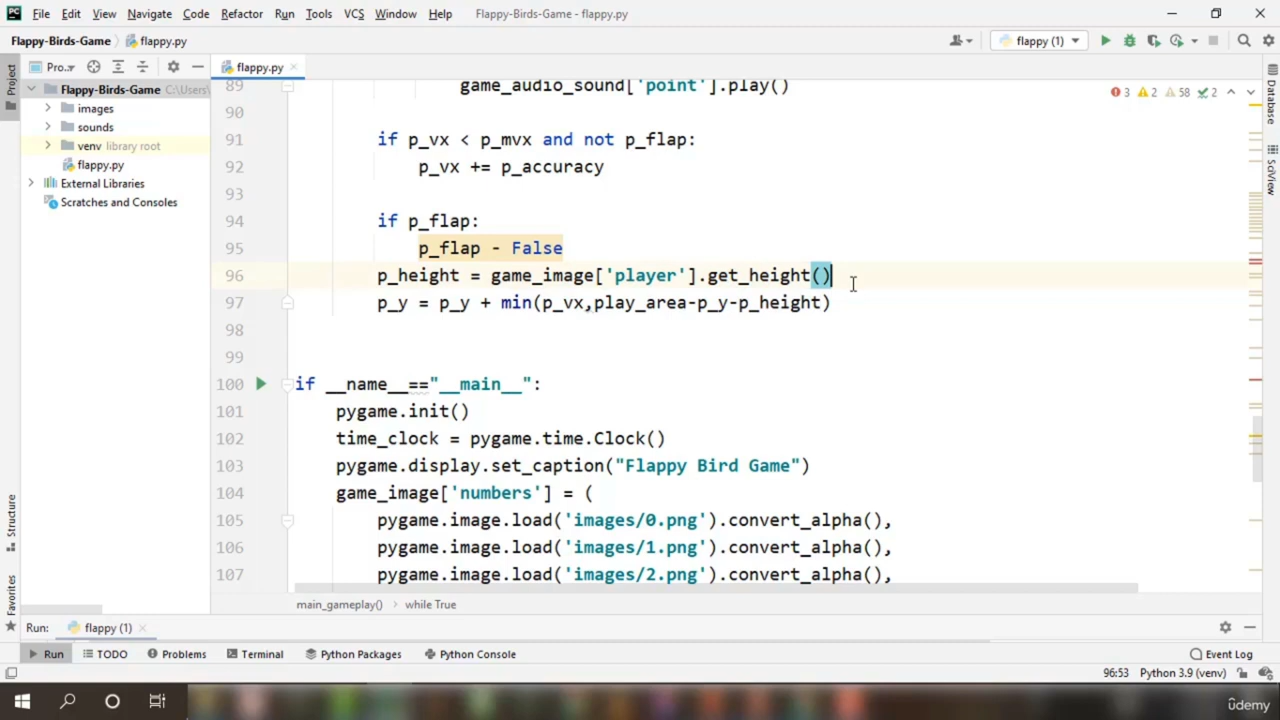 File Edit View Navigate Code Refactor Run Tools VCS Window Help Flappy-Birds-Game - flappy.py
Flappy-Birds-Game flappy.py flappy (1)
Project Pro.. flappy.py
Flappy-Birds-Game C:\Users\
images
sounds
venv library root
flappy.py
External Libraries
Scratches and Consoles
3 2 58 2
89 game_audio_sound['point'].play()
90
91 if p_vx < p_mvx and not p_flap:
92 p_vx += p_accuracy
93
94 if p_flap:
95 p_flap - False
96 p_height = game_image['player'].get_height()
97 p_y = p_y + min(p_vx,play_area-p_y-p_height)
98
99
100 if __name__=="__main__":
101 pygame.init()
102 time_clock = pygame.time.Clock()
103 pygame.display.set_caption("Flappy Bird Game")
104 game_image['numbers'] = (
105 pygame.image.load('images/0.png').convert_alpha(),
106 pygame.image.load('images/1.png').convert_alpha(),
107 pygame.image.load('images/2.png').convert_alpha(),
main_gameplay() while True
Database
SciView
Structure
Favorites
Run: flappy (1)
Run TODO Problems Terminal Python Packages Python Console Event Log
96:53 Python 3.9 (venv)
ûdemy